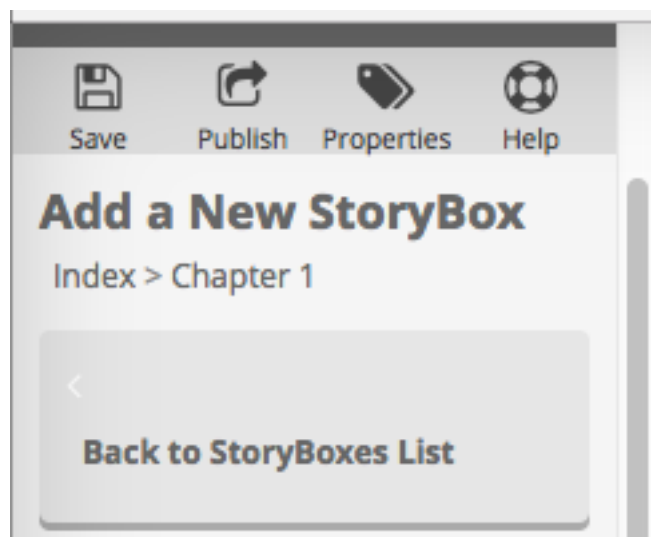 Save Publish Properties Help
Add a New StoryBox
Index > Chapter 1
Back to StoryBoxes List